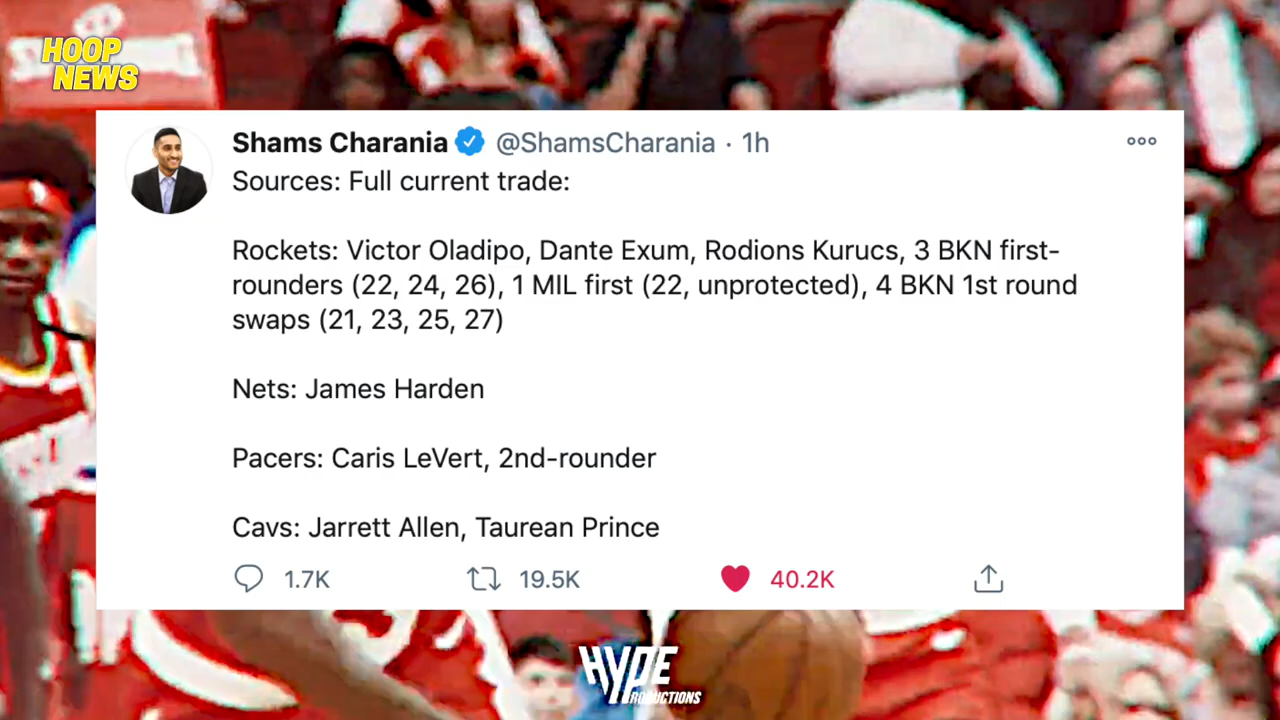 HOOP
NEWS
Shams Charania @ShamsCharania · 1h
Sources: Full current trade:
Rockets: Victor Oladipo, Dante Exum, Rodions Kurucs, 3 BKN first-
rounders (22, 24, 26), 1 MIL first (22, unprotected), 4 BKN 1st round
swaps (21, 23, 25, 27)
Nets: James Harden
Pacers: Caris LeVert, 2nd-rounder
Cavs: Jarrett Allen, Taurean Prince
1.7K 19.5K 40.2K
HYPE
PRODUCTIONS